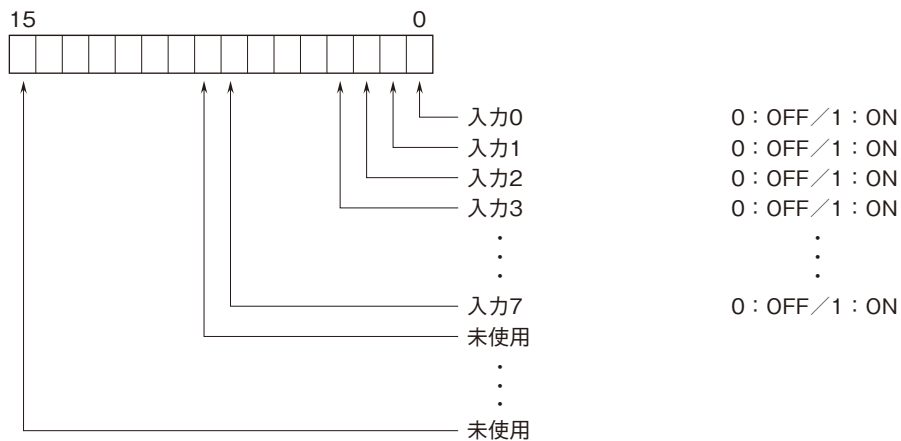 15 0
入力0 0：OFF／1：ON
入力1 0：OFF／1：ON
入力2 0：OFF／1：ON
入力3 0：OFF／1：ON
・ ・
・ ・
・ ・
入力7 0：OFF／1：ON
未使用
・
・
・
未使用